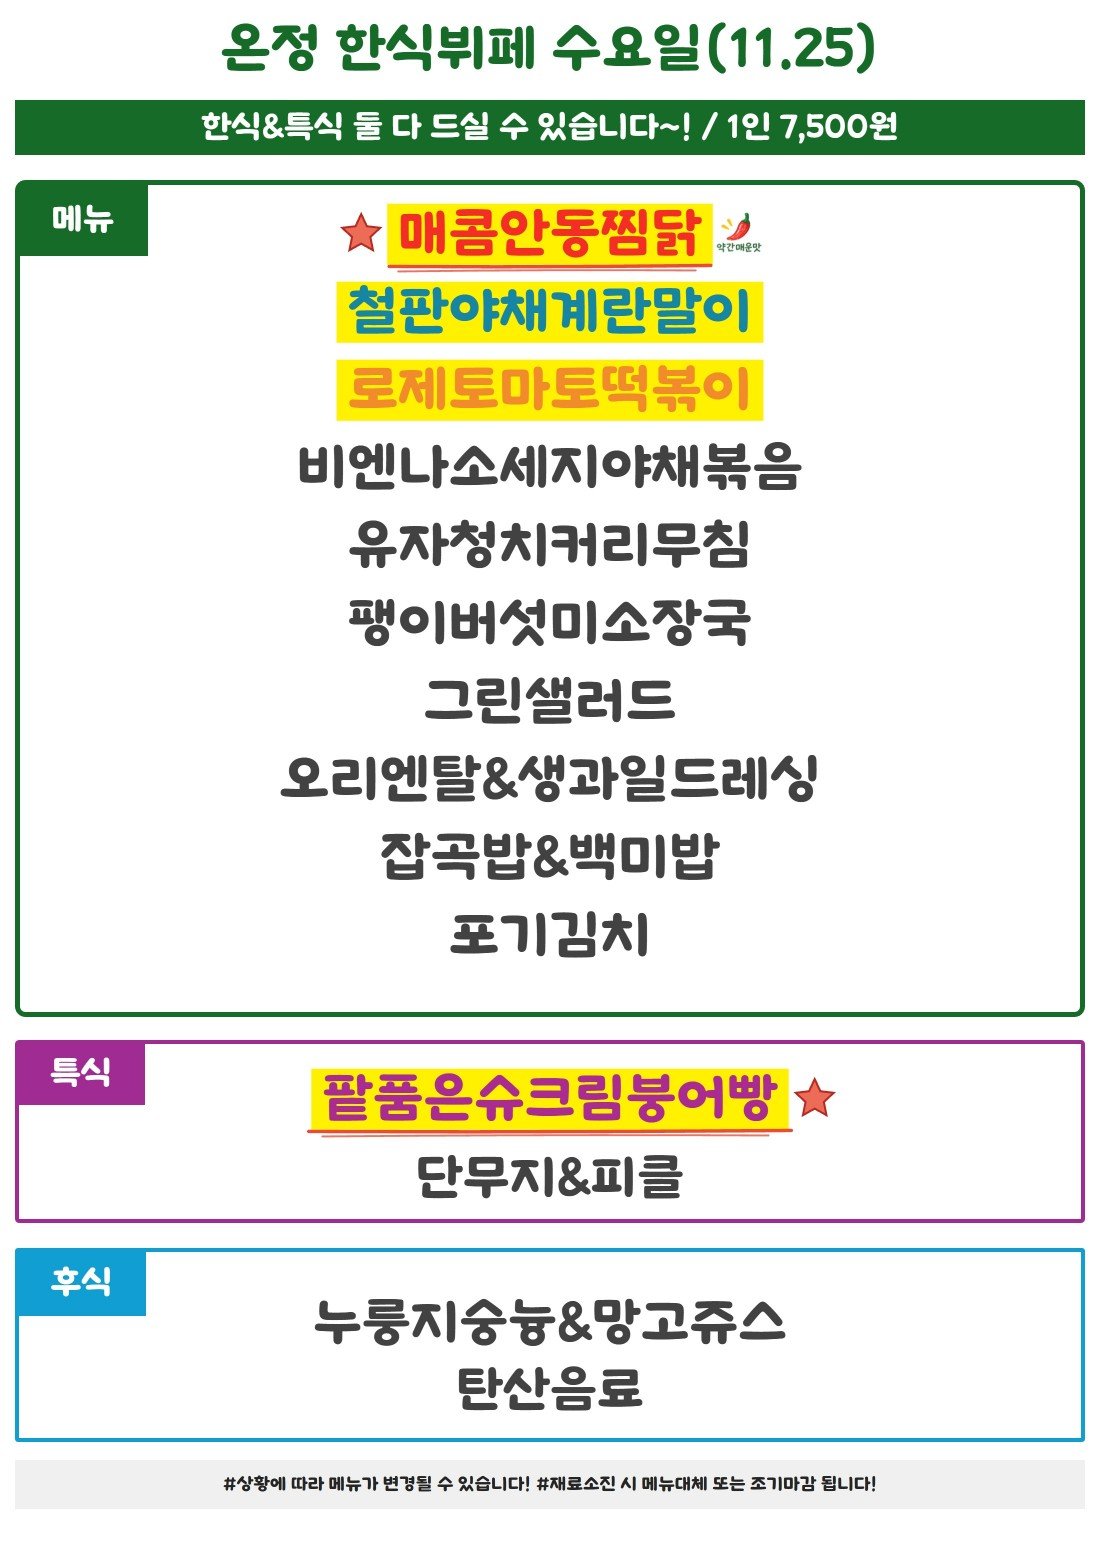 온정 한식뷔페 수요일(11.25)
한식&특식 둘 다 드실 수 있습니다~! / 1인 7,500원
메뉴
매콤안동찜닭
약간매운맛
철판야채계란말이
로제토마토떡볶이
비엔나소세지야채볶음
유자청치커리무침
팽이버섯미소장국
그린샐러드
오리엔탈&생과일드레싱
잡곡밥&백미밥
포기김치
특식
팥품은슈크림붕어빵
단무지&피클
후식
누룽지숭늉&망고쥬스
탄산음료
#상황에 따라 메뉴가 변경될 수 있습니다! #재료소진 시 메뉴대체 또는 조기마감 됩니다!